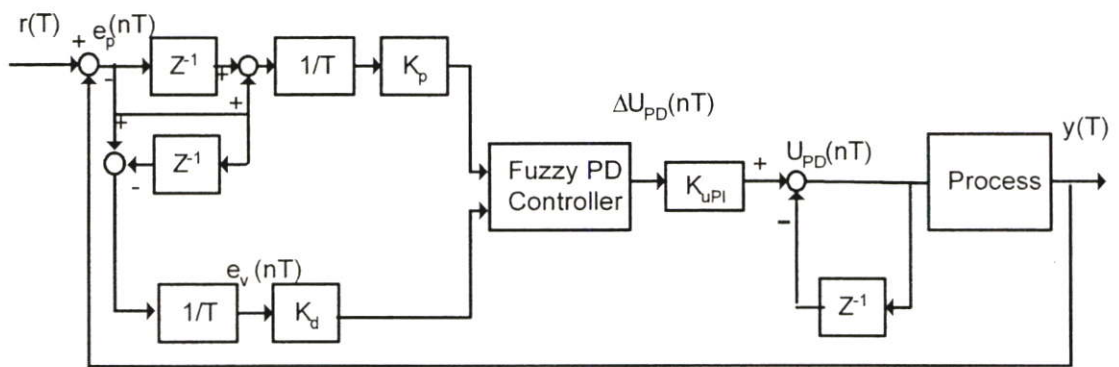 r(T)
+
e_p(nT)
-
Z⁻¹
+
+
1/T
K_p
+
Z⁻¹
-
ΔU_PD(nT)
Fuzzy PD
Controller
K_uPI
+
U_PD(nT)
-
Process
y(T)
Z⁻¹
1/T
e_v(nT)
K_d